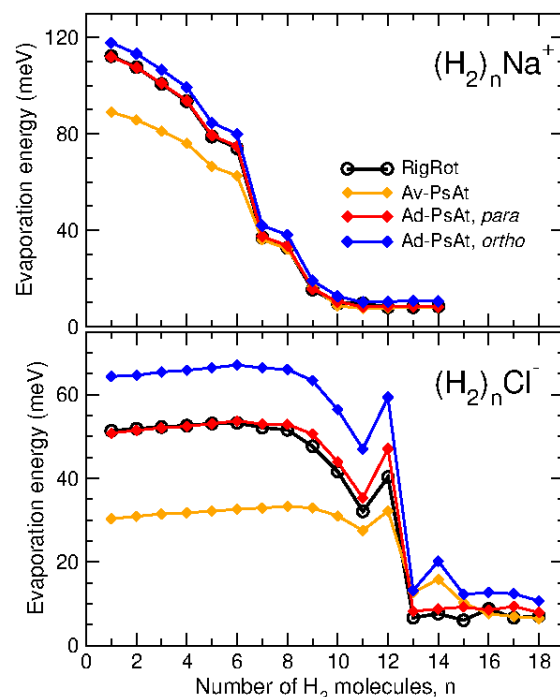 120
80
40
0
Evaporation energy (meV)
(H₂)ₙNa⁺
RigRot
Av-PsAt
Ad-PsAt, para
Ad-PsAt, ortho
60
40
20
0
Evaporation energy (meV)
(H₂)ₙCl⁻
0 2 4 6 8 10 12 14 16 18
Number of H₂ molecules, n